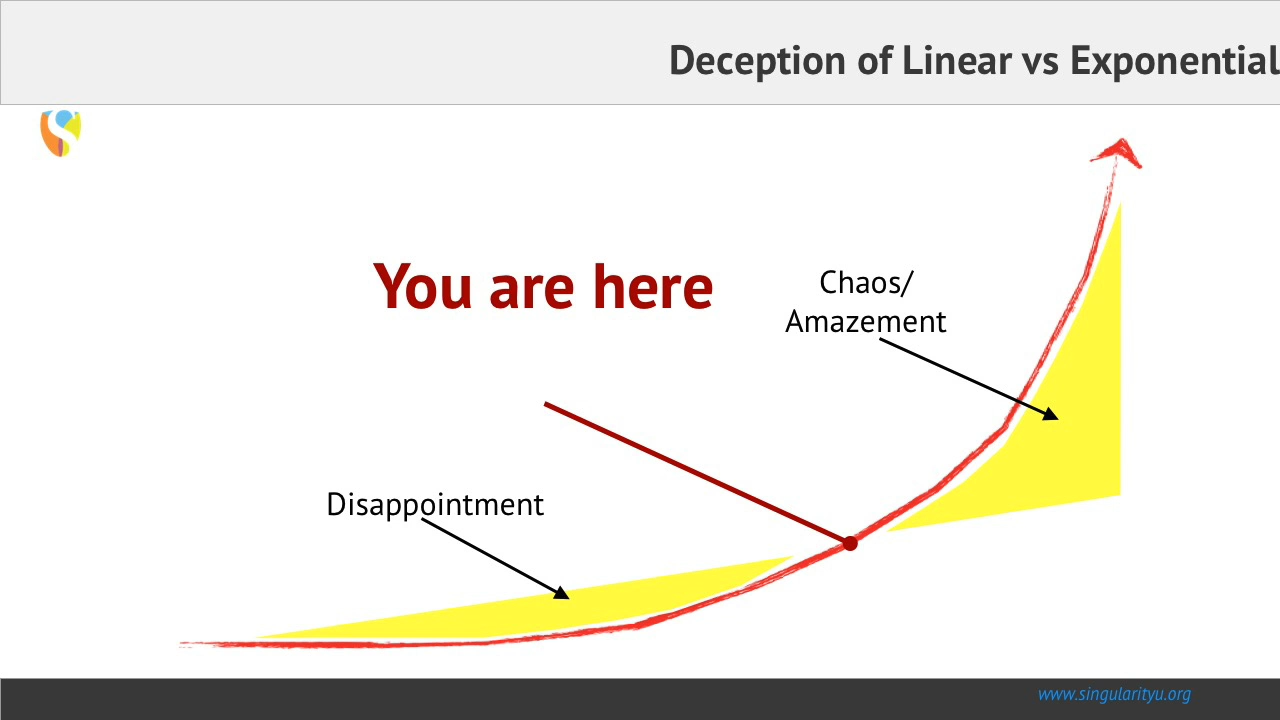 Deception of Linear vs Exponential
You are here
Chaos/
Amazement
Disappointment
www.singularityu.org